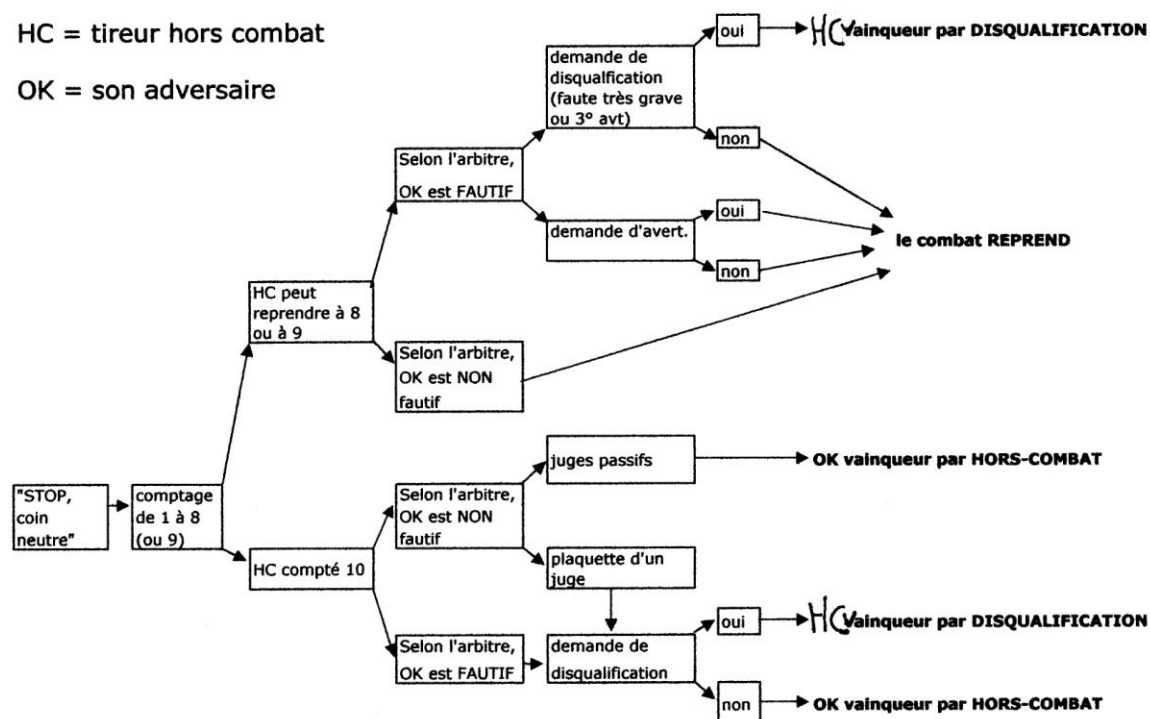 HC = tireur hors combat
OK = son adversaire
"STOP,
coin
neutre"
comptage
de 1 à 8
(ou 9)
HC peut
reprendre à 8
ou à 9
Selon l'arbitre,
OK est FAUTIF
demande de
disqualfication
(faute très grave
ou 3° avt)
oui
HC vainqueur par DISQUALIFICATION
non
demande d'avert.
oui
non
le combat REPREND
Selon l'arbitre,
OK est NON
fautif
HC compté 10
Selon l'arbitre,
OK est NON
fautif
juges passifs
OK vainqueur par HORS-COMBAT
plaquette d'un
juge
Selon l'arbitre,
OK est FAUTIF
demande de
disqualification
oui
HC vainqueur par DISQUALIFICATION
non
OK vainqueur par HORS-COMBAT